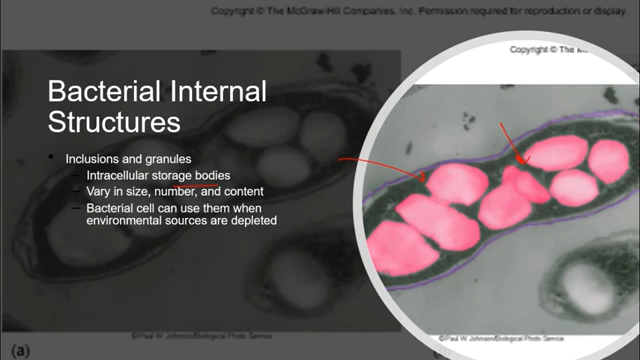 Copyright © The McGraw-Hill Companies, Inc. Permission required for reproduction or display.
Copyright © The
Bacterial Internal
Structures
• Inclusions and granules
– Intracellular storage bodies
– Vary in size, number, and content
– Bacterial cell can use them when
environmental sources are depleted
©Paul W. Johnson/Biological Photo Service
©Paul W. Johnson/Biological Photo Service
(a)